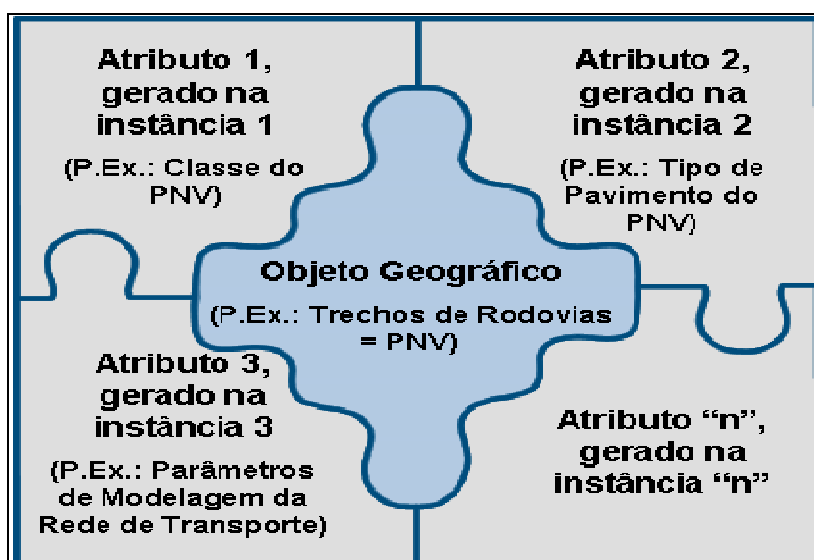 Atributo 1,
gerado na
instância 1
(P.Ex.: Classe do
PNV)
Atributo 2,
gerado na
instância 2
(P.Ex.: Tipo de
Pavimento do
PNV)
Objeto Geográfico
(P.Ex.: Trechos de Rodovias
= PNV)
Atributo 3,
gerado na
instância 3
(P.Ex.: Parâmetros
de Modelagem da
Rede de Transporte)
Atributo “n”,
gerado na
instância “n”